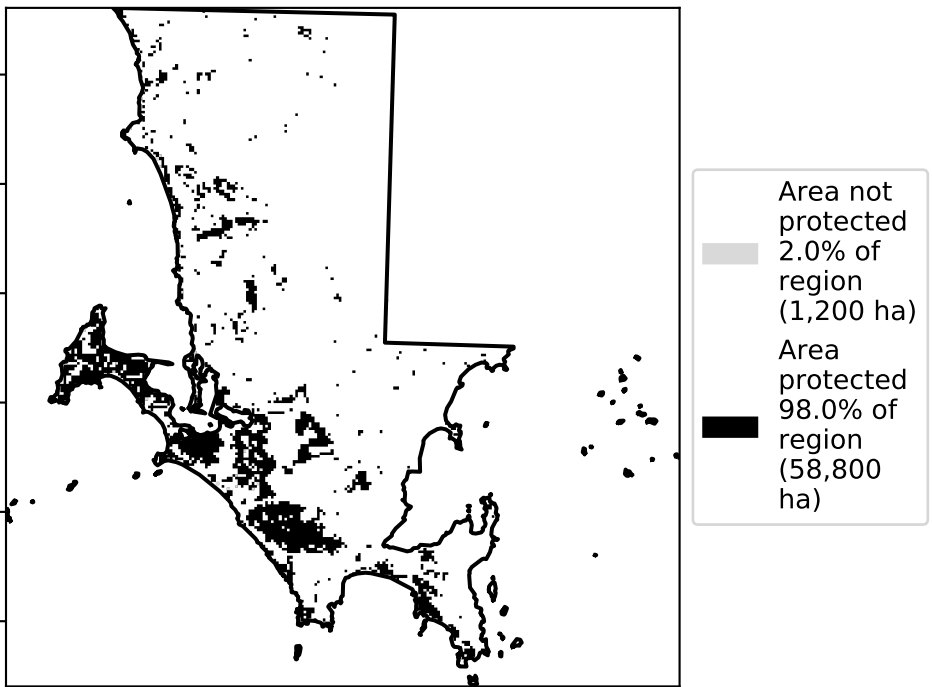 Area not
protected
2.0% of
region
(1,200 ha)
Area
protected
98.0% of
region
(58,800
ha)